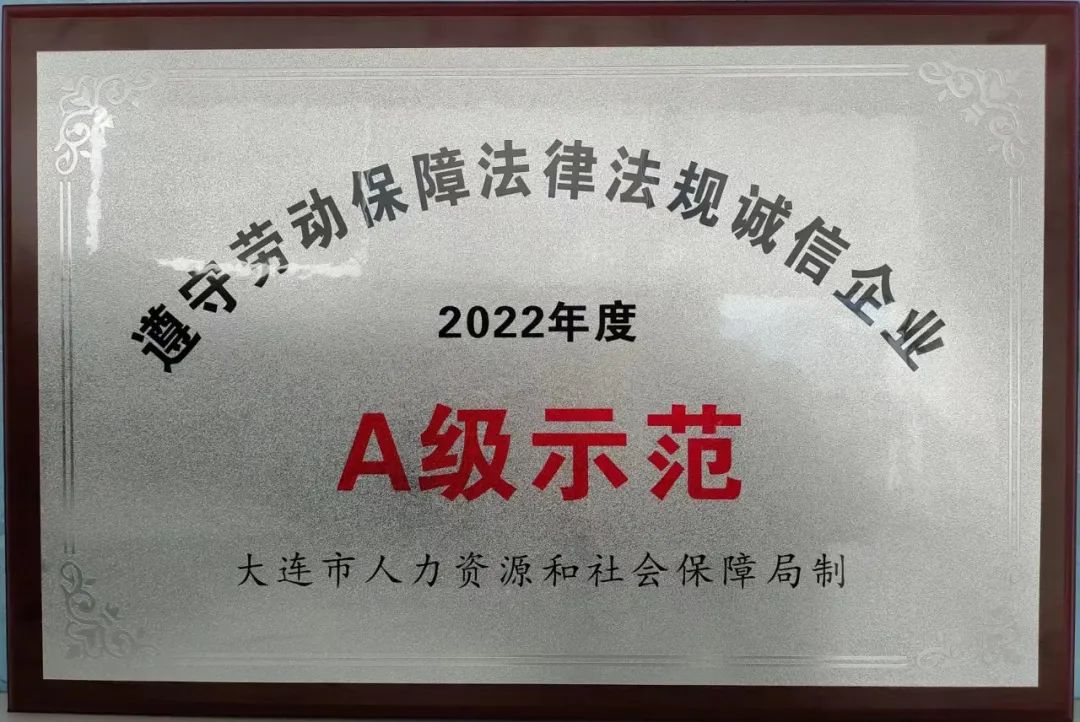 遵守劳动保障法律法规诚信企业
2022年度
A级示范
大连市人力资源和社会保障局制